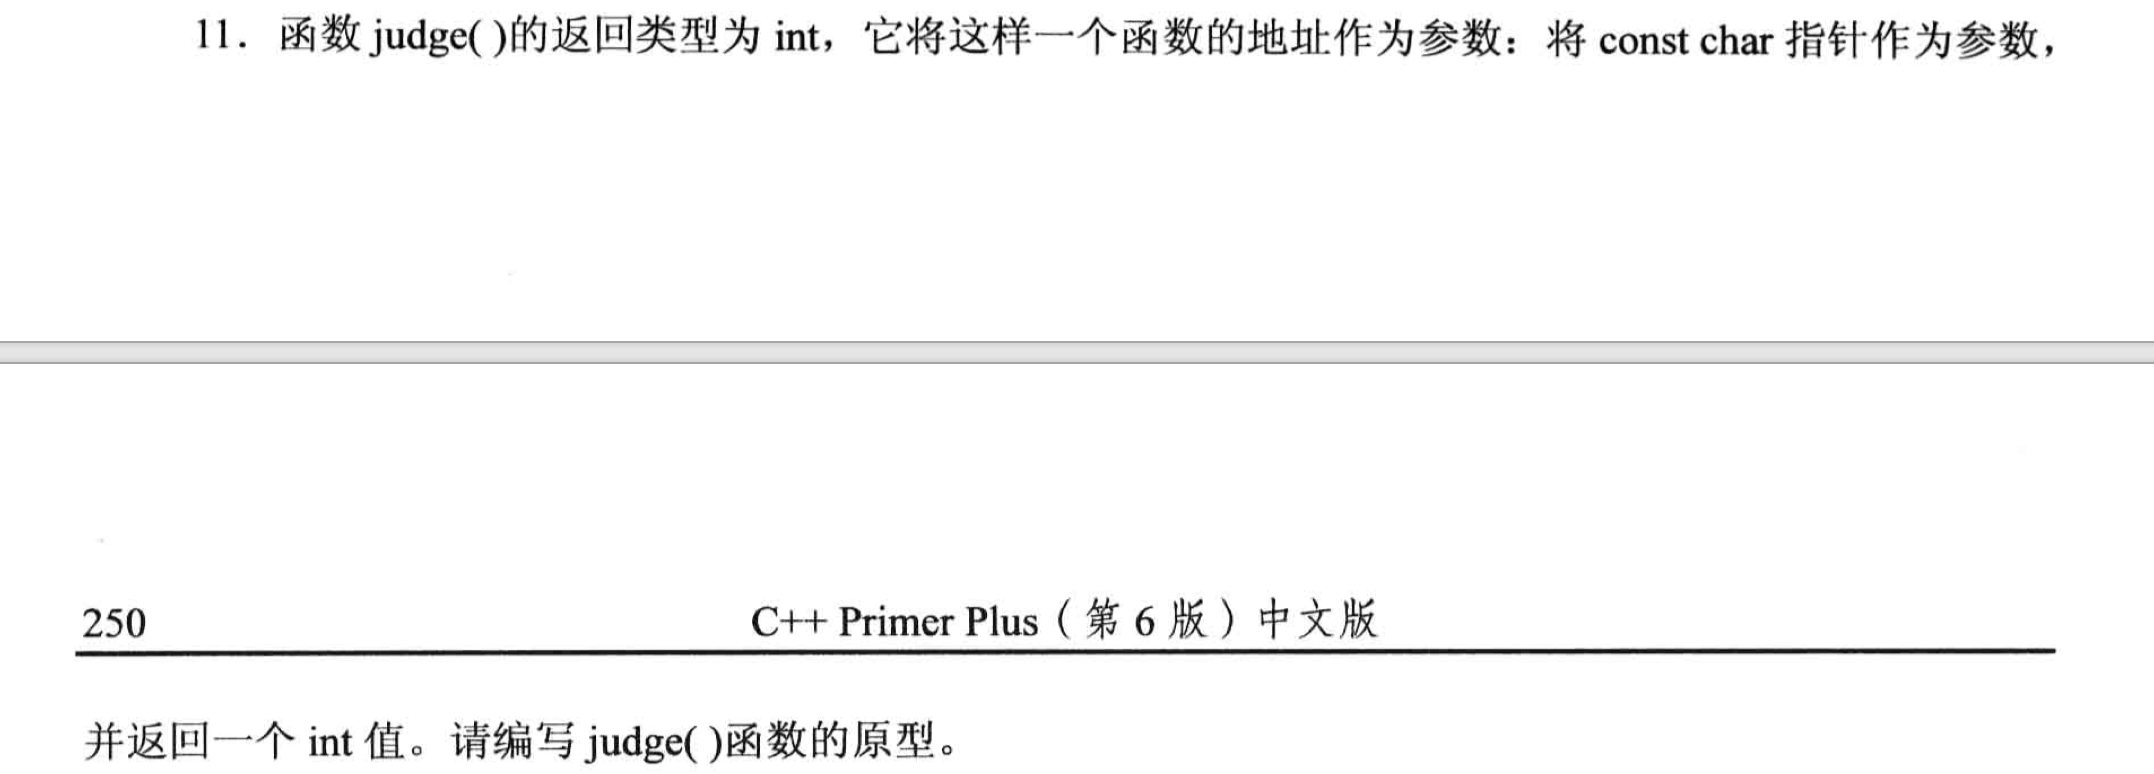 11. 函数 judge( )的返回类型为 int，它将这样一个函数的地址作为参数：将 const char 指针作为参数，
250
C++ Primer Plus（第 6 版）中文版
并返回一个 int 值。请编写 judge( )函数的原型。